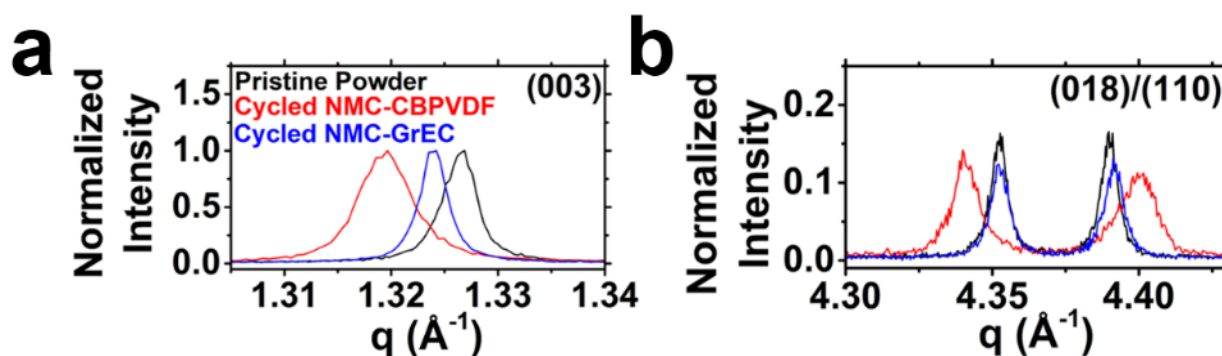 a
Normalized
Intensity
1.5
1.0
0.5
0.0
Pristine Powder
Cycled NMC-CBPVDF
Cycled NMC-GrEC
(003)
1.31 1.32 1.33 1.34
q (Å⁻¹)
b
Normalized
Intensity
0.2
0.1
0.0
(018)/(110)
4.30 4.35 4.40
q (Å⁻¹)